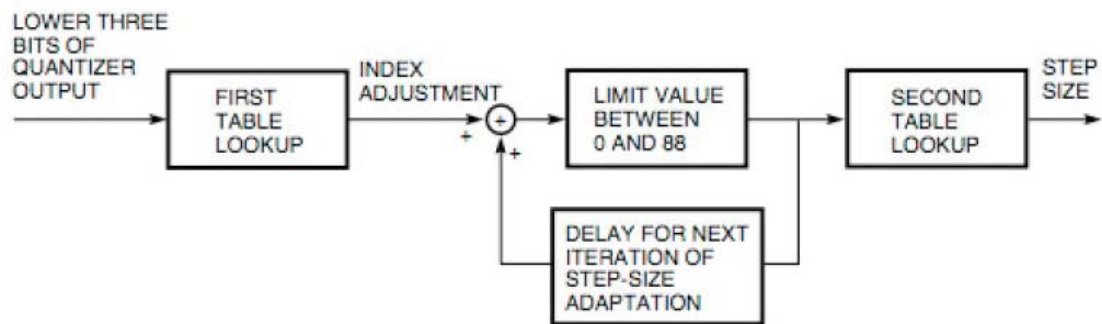 LOWER THREE
BITS OF
QUANTIZER
OUTPUT
FIRST
TABLE
LOOKUP
INDEX
ADJUSTMENT
+
+
+
LIMIT VALUE
BETWEEN
0 AND 88
DELAY FOR NEXT
ITERATION OF
STEP-SIZE
ADAPTATION
SECOND
TABLE
LOOKUP
STEP
SIZE